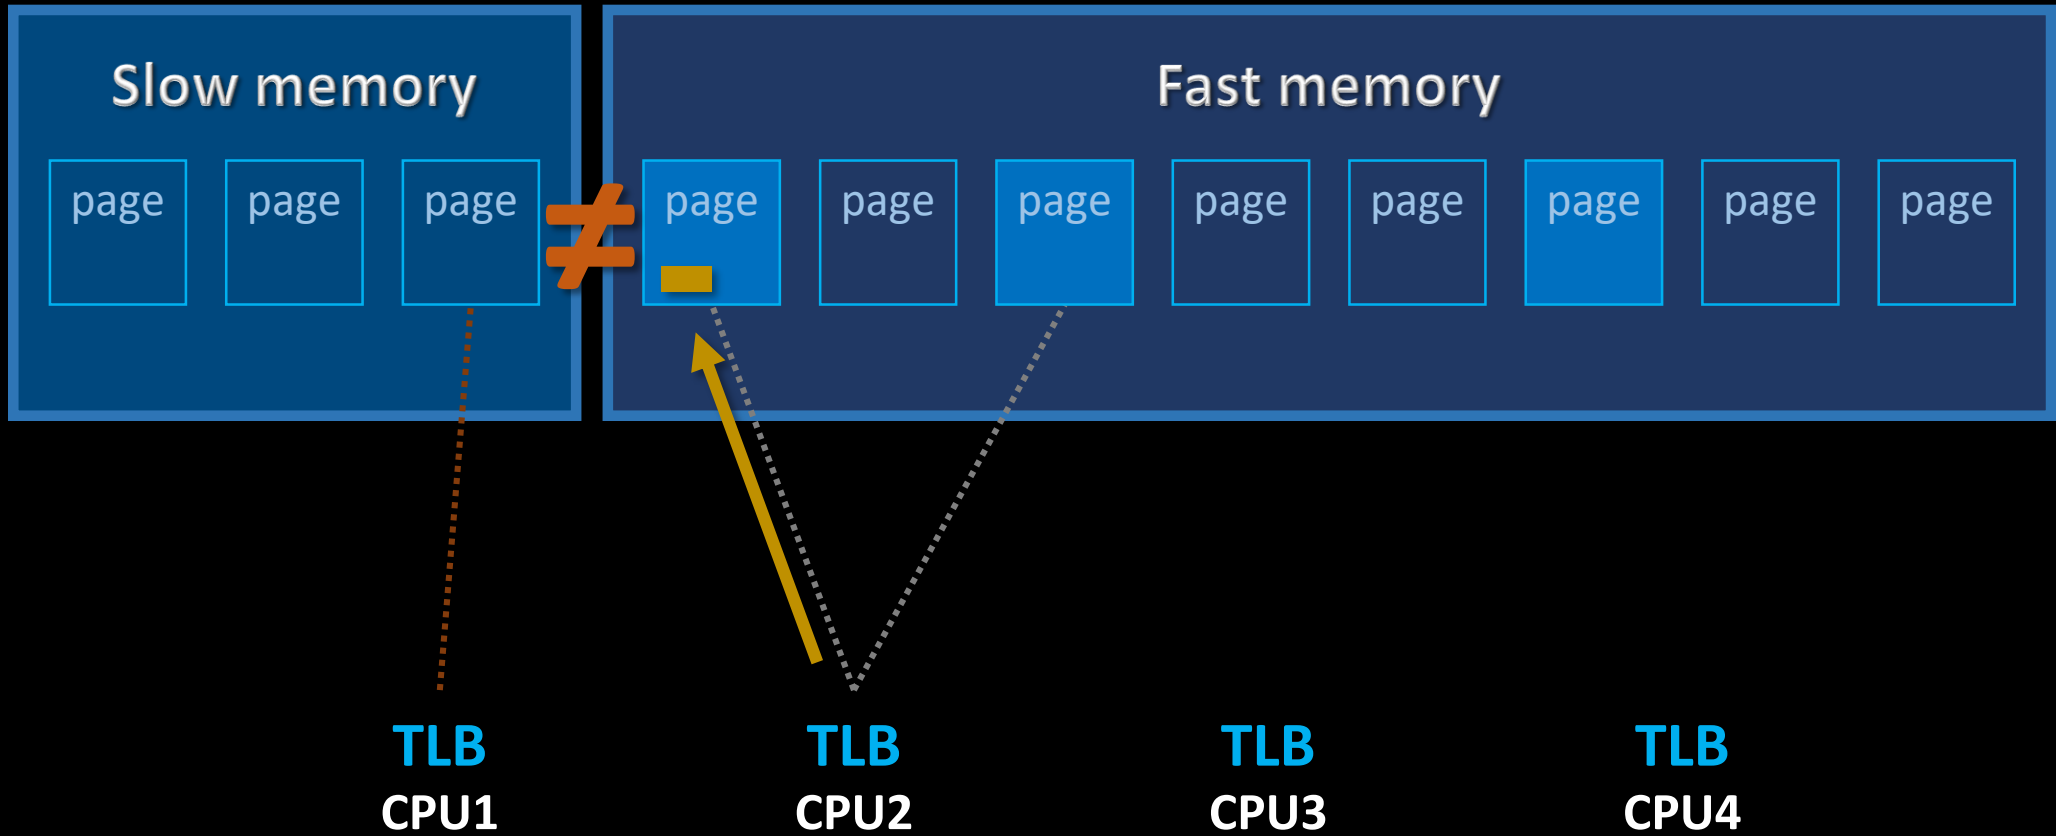 Slow memory
Fast memory
page page page ≠ page page page page page page page page
TLB TLB TLB TLB
CPU1 CPU2 CPU3 CPU4